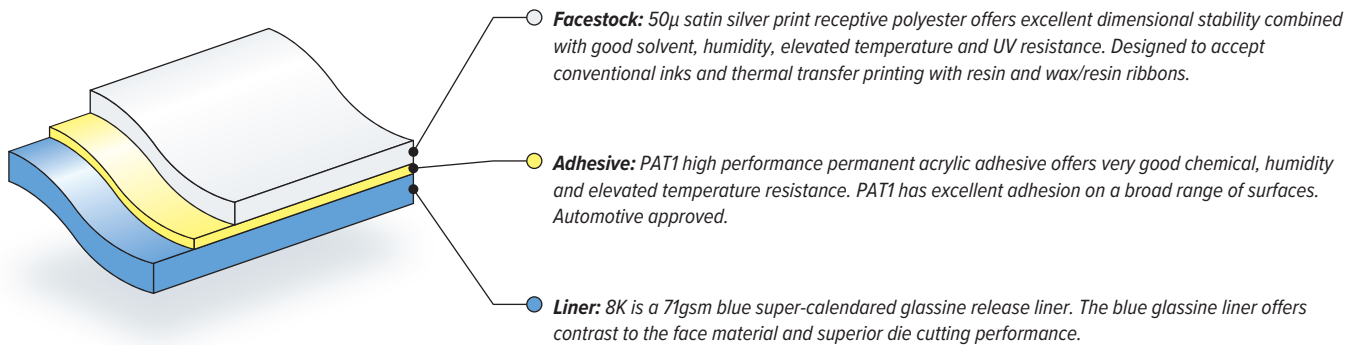 Facestock: 50µ satin silver print receptive polyester offers excellent dimensional stability combined
with good solvent, humidity, elevated temperature and UV resistance. Designed to accept
conventional inks and thermal transfer printing with resin and wax/resin ribbons.
Adhesive: PAT1 high performance permanent acrylic adhesive offers very good chemical, humidity
and elevated temperature resistance. PAT1 has excellent adhesion on a broad range of surfaces.
Automotive approved.
Liner: 8K is a 71gsm blue super-calendared glassine release liner. The blue glassine liner offers
contrast to the face material and superior die cutting performance.